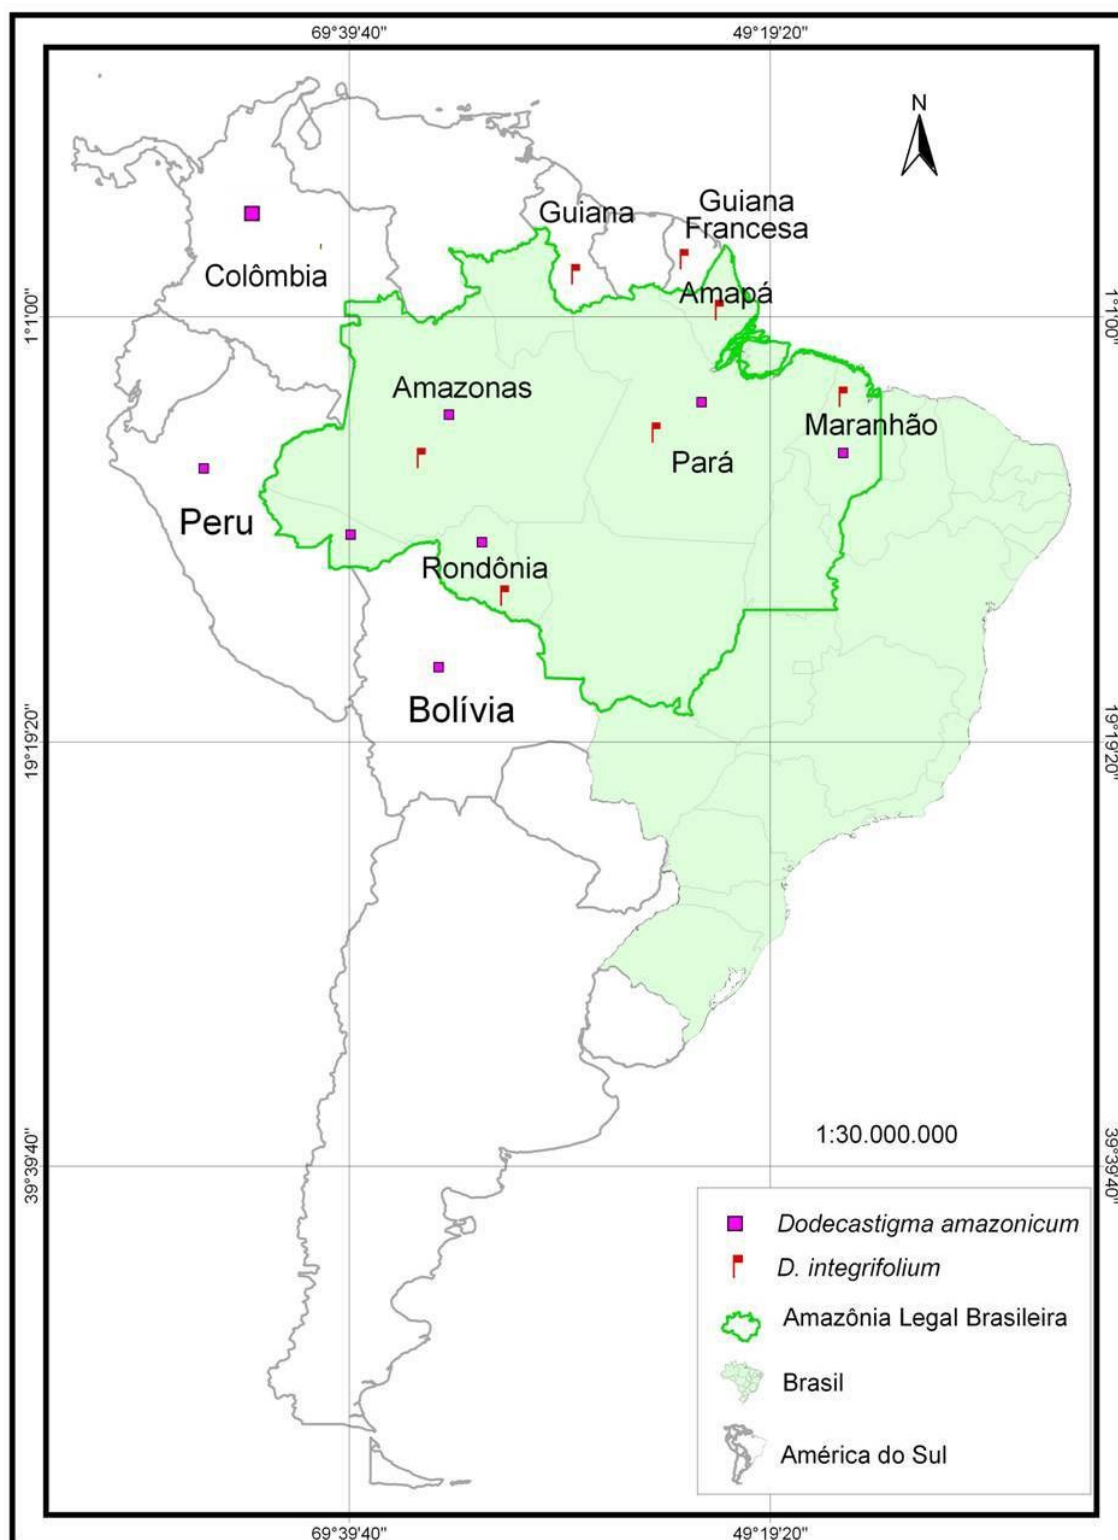 69°39'40"
49°19'20"
N
Guiana
Guiana
Francesa
Colômbia
Amapá
1°1'00"
1°1'00"
Amazonas
Maranhão
Pará
Peru
Rondônia
Bolívia
19°19'20"
19°19'20"
1:30.000.000
39°39'40"
39°39'40"
Dodecastigma amazonicum
D. integrifolium
Amazônia Legal Brasileira
Brasil
América do Sul
69°39'40"
49°19'20"